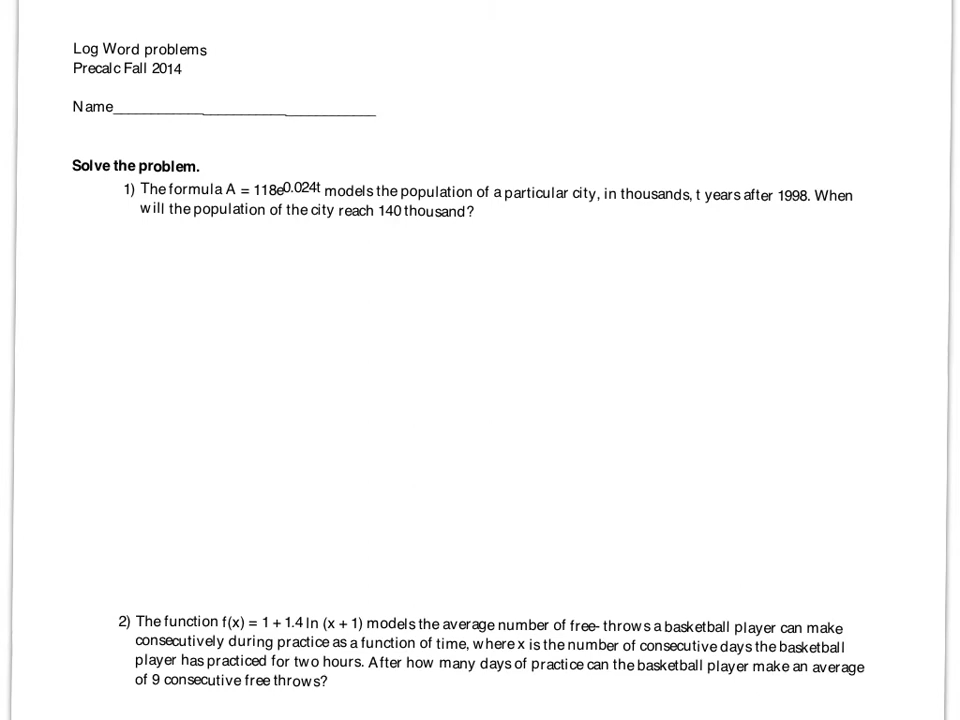 Log Word problems
Precalc Fall 2014
Name___________________________________
Solve the problem.
1) The formula A = 118e^0.024t models the population of a particular city, in thousands, t years after 1998. When
will the population of the city reach 140 thousand?
2) The function f(x) = 1 + 1.4 ln (x + 1) models the average number of free- throws a basketball player can make
consecutively during practice as a function of time, where x is the number of consecutive days the basketball
player has practiced for two hours. After how many days of practice can the basketball player make an average
of 9 consecutive free throws?